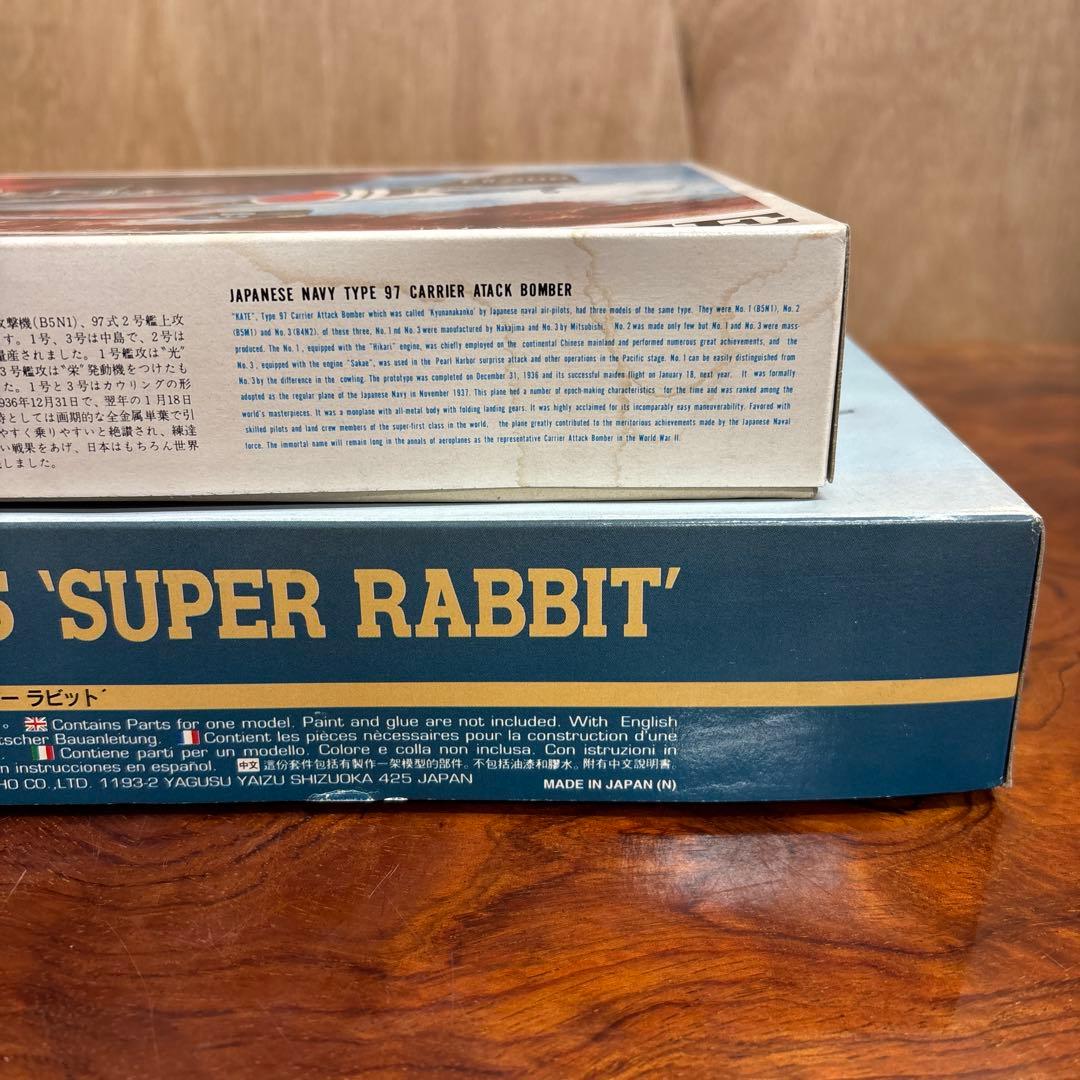 JAPANESE NAVY TYPE 97 CARRIER ATACK BOMBER
攻撃機(B5N1)、97式2号艦上攻
す。1号、3号は中島で、2号は
量産されました。1号艦攻は"光"
3号艦攻は"栄"発動機をつけたも
た。1号と3号はカウリングの形
936年12月31日で、翌年の1月18日
時としては画期的な全金属単葉で引
やすく乗りやすいと絶讃され、練達
い戦果をあげ、日本はもちろん世界
しました。
"KATE", Type 97 Carrier Attack Bomber which was called 'Kyunanakanko' by Japanese naval air-pilots, had three models of the same type. They were No. 1 (B5M1), No. 2
(B5M1) and No. 3 (B4N2). of these three, No. 1 nd No. 3 were manufactured by Nakajima and No. 3 by Mitsubishi. No. 2 was made only few but No. 1 and No. 3 were mass-
produced. The No. 1, equipped with the "Hikari" engine, was chiefly employed on the continental Chinese mainland and performed numerous great achievements, and the
No. 3, equipped with the engine "Sakae", was used in the Pearl Harbor surprise attack and other operations in the Pacific stage. No. 1 can be easily distinguished from
No. 3 by the difference in the cowling. The prototype was completed on December 31, 1936 and its successful maiden flight on January 18, next year. It was formally
adopted as the regular plane of the Japanese Navy in November 1937. This plane had a number of epoch-making characteristics for the time and was ranked among the
world's masterpieces. It was a monoplane with all-metal body with folding landing gears. It was highly acclaimed for its incomparably easy maneuverability. Favored with
skilled pilots and land crew members of the super-first class in the world, the plane greatly contributed to the meritorious achievements made by the Japanese Naval
force. The immortal name will remain long in the annals of aeroplanes as the representative Carrier Attack Bomber in the World War II.
5 'SUPER RABBIT'
ー ラビット'
。 Contains Parts for one model. Paint and glue are not included. With English
tscher Bauanleitung. Contient les pièces nècessaires pour la construction d'une
Contiene parti per un modello. Colore e colla non inclusa. Con istruzioni in
n instrucciones en español. 中文 這份套件包括有製作一架模型的部件。不包括油漆和膠水。附有中文說明書。
HO CO.,LTD. 1193-2 YAGUSU YAIZU SHIZUOKA 425 JAPAN
MADE IN JAPAN (N)